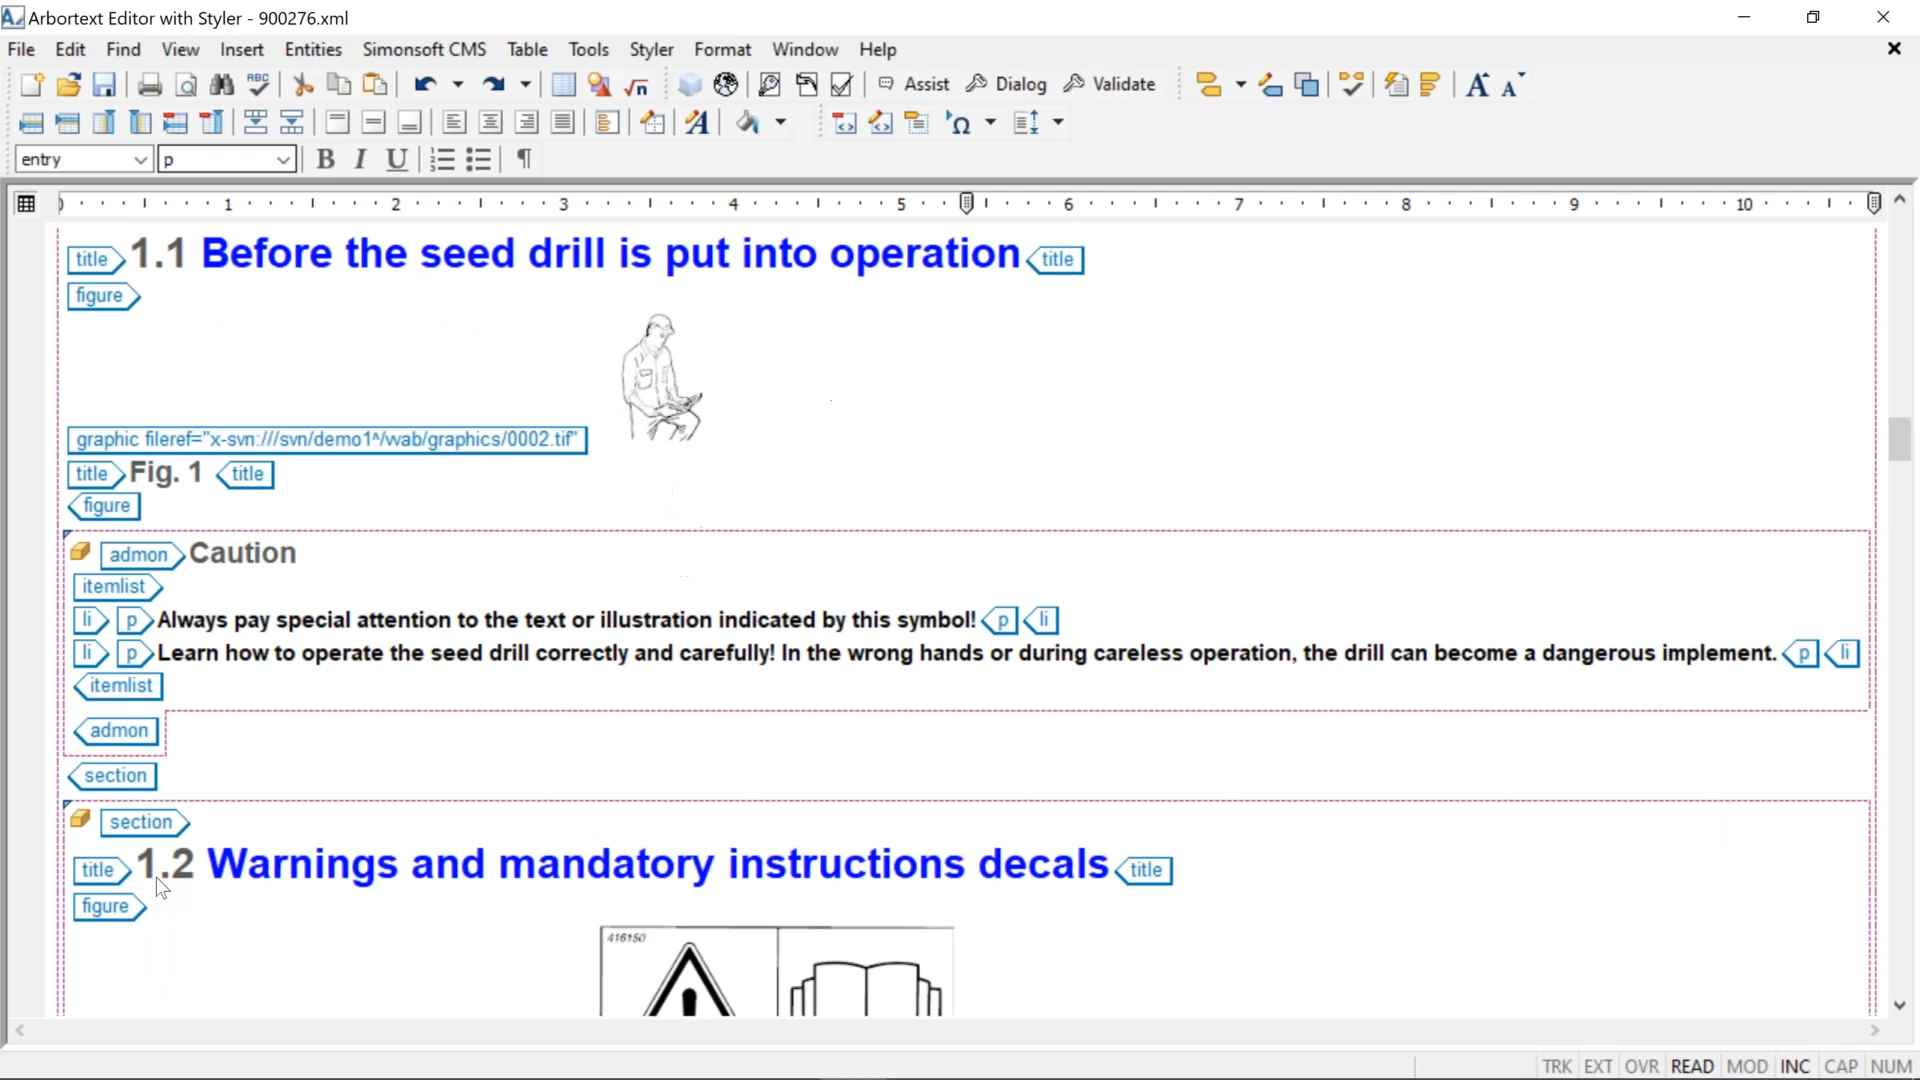 Arbortext Editor with Styler - 900276.xml
File Edit Find View Insert Entities Simonsoft CMS Table Tools Styler Format Window Help
ABC √n Assist Dialog Validate A A
A Ω
entry p B I U ¶
1 2 3 4 5 6 7 8 9 10
title 1.1 Before the seed drill is put into operation title
figure
graphic fileref="x-svn:///svn/demo1^/wab/graphics/0002.tif"
title Fig. 1 title
figure
admon Caution
itemlist
li p Always pay special attention to the text or illustration indicated by this symbol! p li
li p Learn how to operate the seed drill correctly and carefully! In the wrong hands or during careless operation, the drill can become a dangerous implement. p li
itemlist
admon
section
section
title 1.2 Warnings and mandatory instructions decals title
figure
416150
TRK EXT OVR READ MOD INC CAP NUM